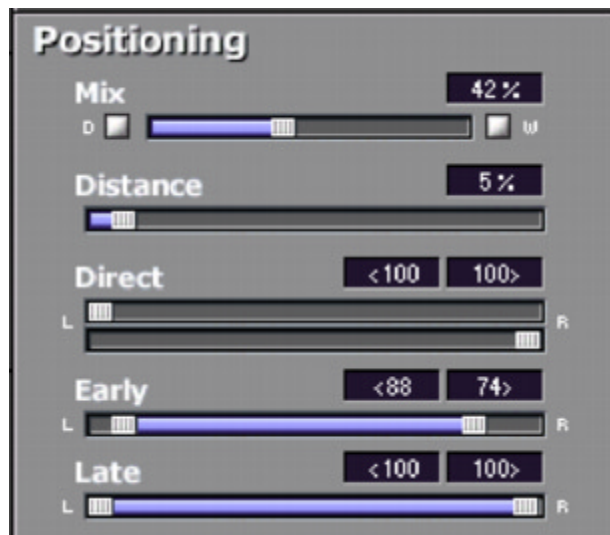 Positioning
Mix 42%
D W
Distance 5%
Direct <100 100>
L R
Early <88 74>
L R
Late <100 100>
L R